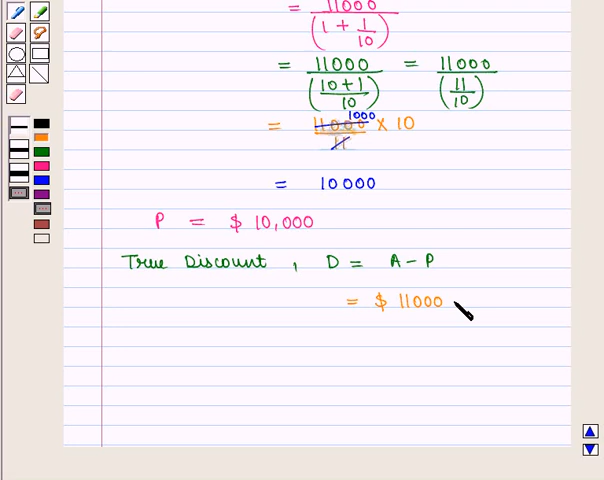 = 11000 / (1 + 1/10)
= 11000 / ((10+1)/10) = 11000 / (11/10)
1000
= 11000/11 × 10
= 10000
P = $ 10,000
True Discount , D = A - P
= $ 11000